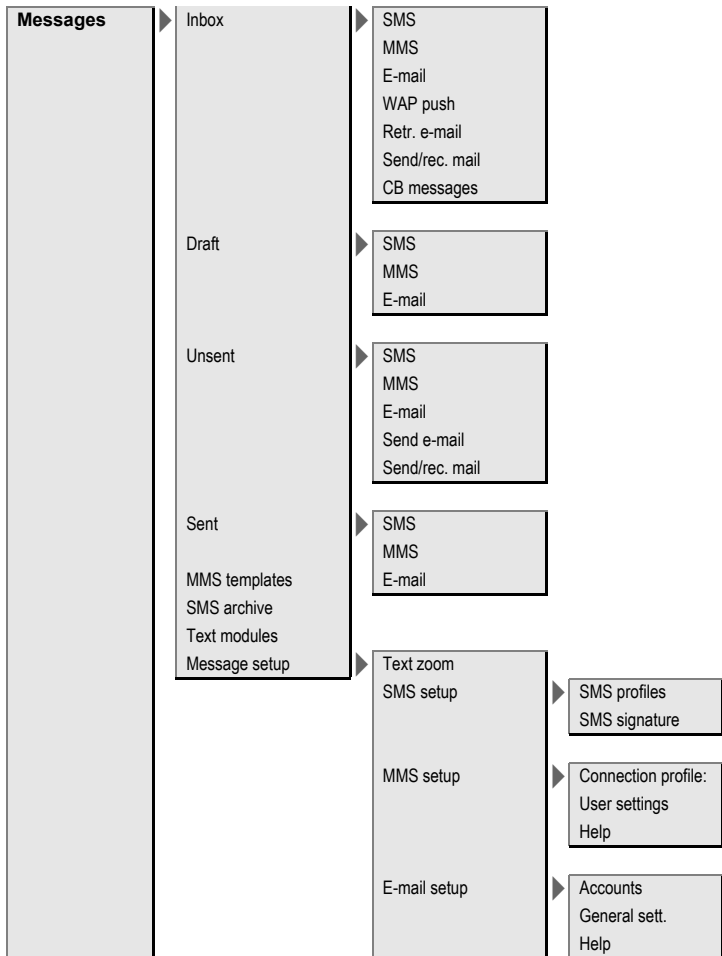 Messages
Inbox
SMS
MMS
E-mail
WAP push
Retr. e-mail
Send/rec. mail
CB messages
Draft
SMS
MMS
E-mail
Unsent
SMS
MMS
E-mail
Send e-mail
Send/rec. mail
Sent
SMS
MMS
E-mail
MMS templates
SMS archive
Text modules
Message setup
Text zoom
SMS setup
SMS profiles
SMS signature
MMS setup
Connection profile:
User settings
Help
E-mail setup
Accounts
General sett.
Help